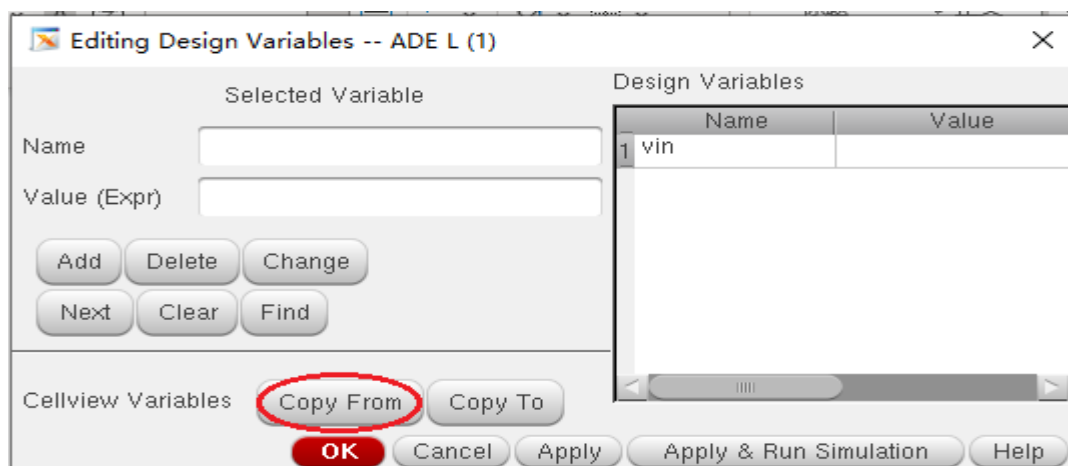 Editing Design Variables -- ADE L (1)
Selected Variable
Name
Value (Expr)
Add Delete Change
Next Clear Find
Cellview Variables Copy From Copy To
Design Variables
Name Value
1 vin
OK Cancel Apply Apply & Run Simulation Help